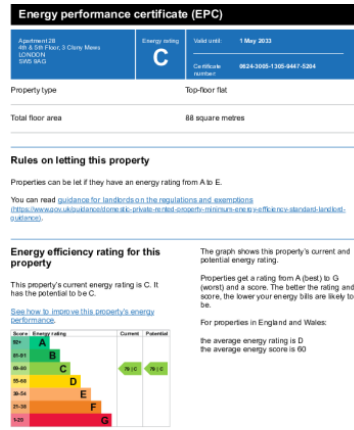 Energy performance certificate (EPC)
Apartment 28
4th & 5th Floor, 3 Clany Mews
LONDON
SW5 9AG
Energy rating
C
Valid until: 1 May 2033
Certificate number: 0624-3065-1305-9447-5204
Property type
Top-floor flat
Total floor area
88 square metres
Rules on letting this property
Properties can be let if they have an energy rating from A to E.
You can read guidance for landlords on the regulations and exemptions
(https://www.gov.uk/guidance/domestic-private-rented-property-minimum-energy-efficiency-standard-landlord-
guidance).
Energy efficiency rating for this
property
This property's current energy rating is C. It
has the potential to be C.
See how to improve this property's energy
performance.
The graph shows this property's current and
potential energy rating.
Properties get a rating from A (best) to G
(worst) and a score. The better the rating and
score, the lower your energy bills are likely to
be.
For properties in England and Wales:
the average energy rating is D
the average energy score is 60
Score Energy rating Current Potential
92+ A
81-91 B
69-80 C 79 | C 79 | C
55-68 D
39-54 E
21-38 F
1-20 G